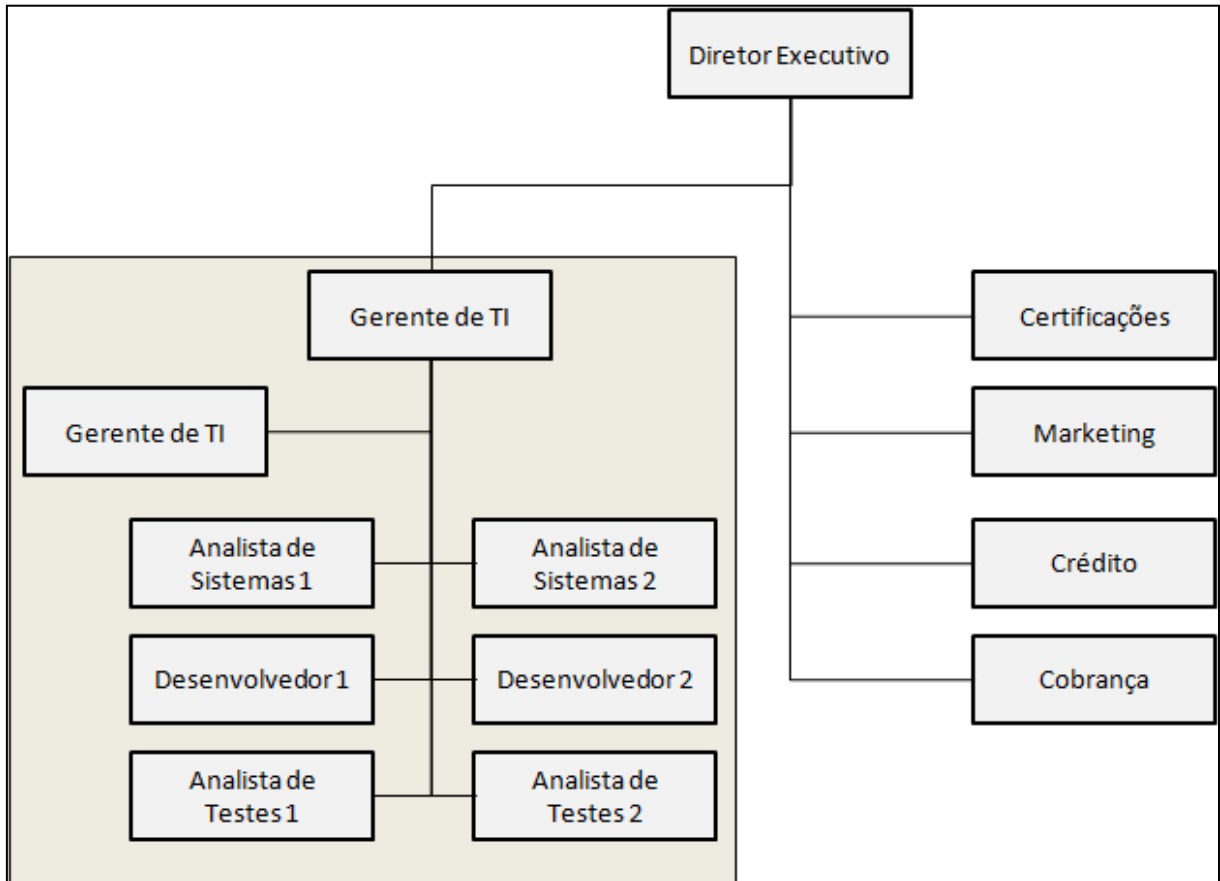 Diretor Executivo
Gerente de TI
Certificações
Gerente de TI
Marketing
Analista de
Sistemas 1
Analista de
Sistemas 2
Crédito
Desenvolvedor 1
Desenvolvedor 2
Cobrança
Analista de
Testes 1
Analista de
Testes 2